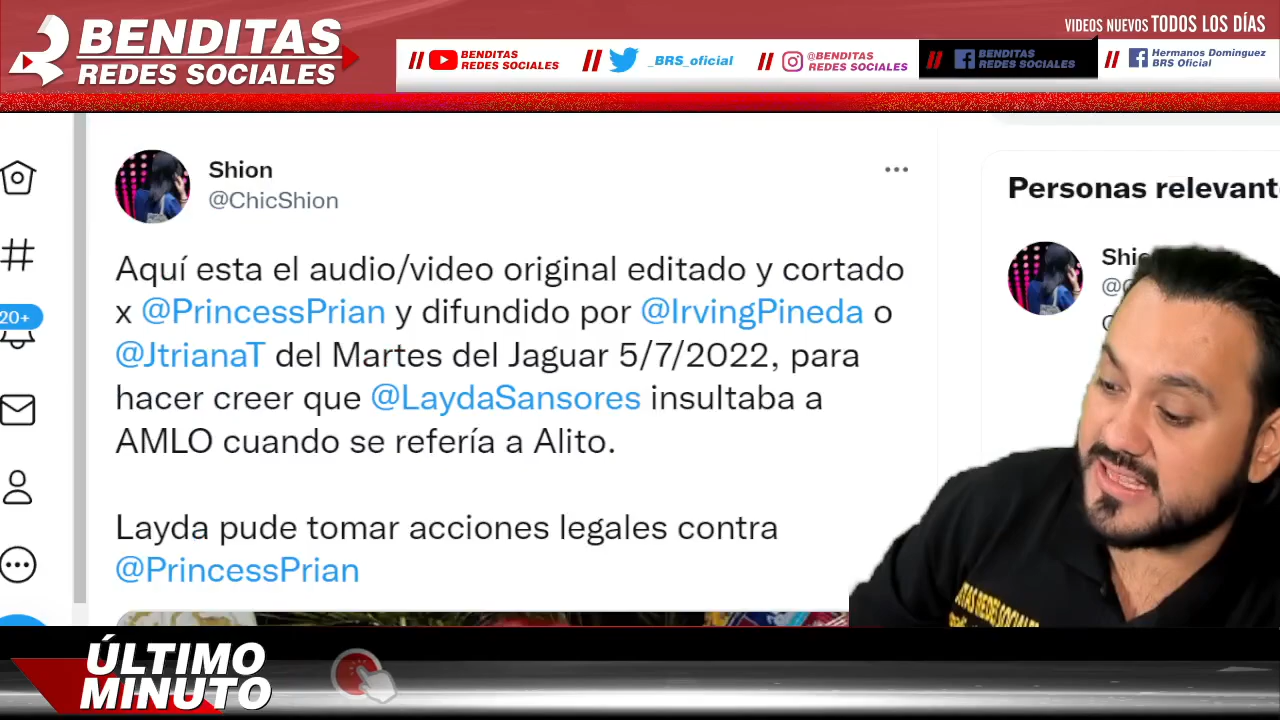 BENDITAS
REDES SOCIALES
VIDEOS NUEVOS TODOS LOS DÍAS
// BENDITAS
REDES SOCIALES
// _BRS_oficial
// @BENDITAS
REDES SOCIALES
// BENDITAS
REDES SOCIALES
// Hermanos Dominguez
BRS Oficial
Shion
@ChicShion
Aquí esta el audio/video original editado y cortado
x @PrincessPrian y difundido por @IrvingPineda o
@JtrianaT del Martes del Jaguar 5/7/2022, para
hacer creer que @LaydaSansores insultaba a
AMLO cuando se refería a Alito.
Layda pude tomar acciones legales contra
@PrincessPrian
20+
Personas relevant
Shio
@
REDES SOCIALES
ÚLTIMO
MINUTO